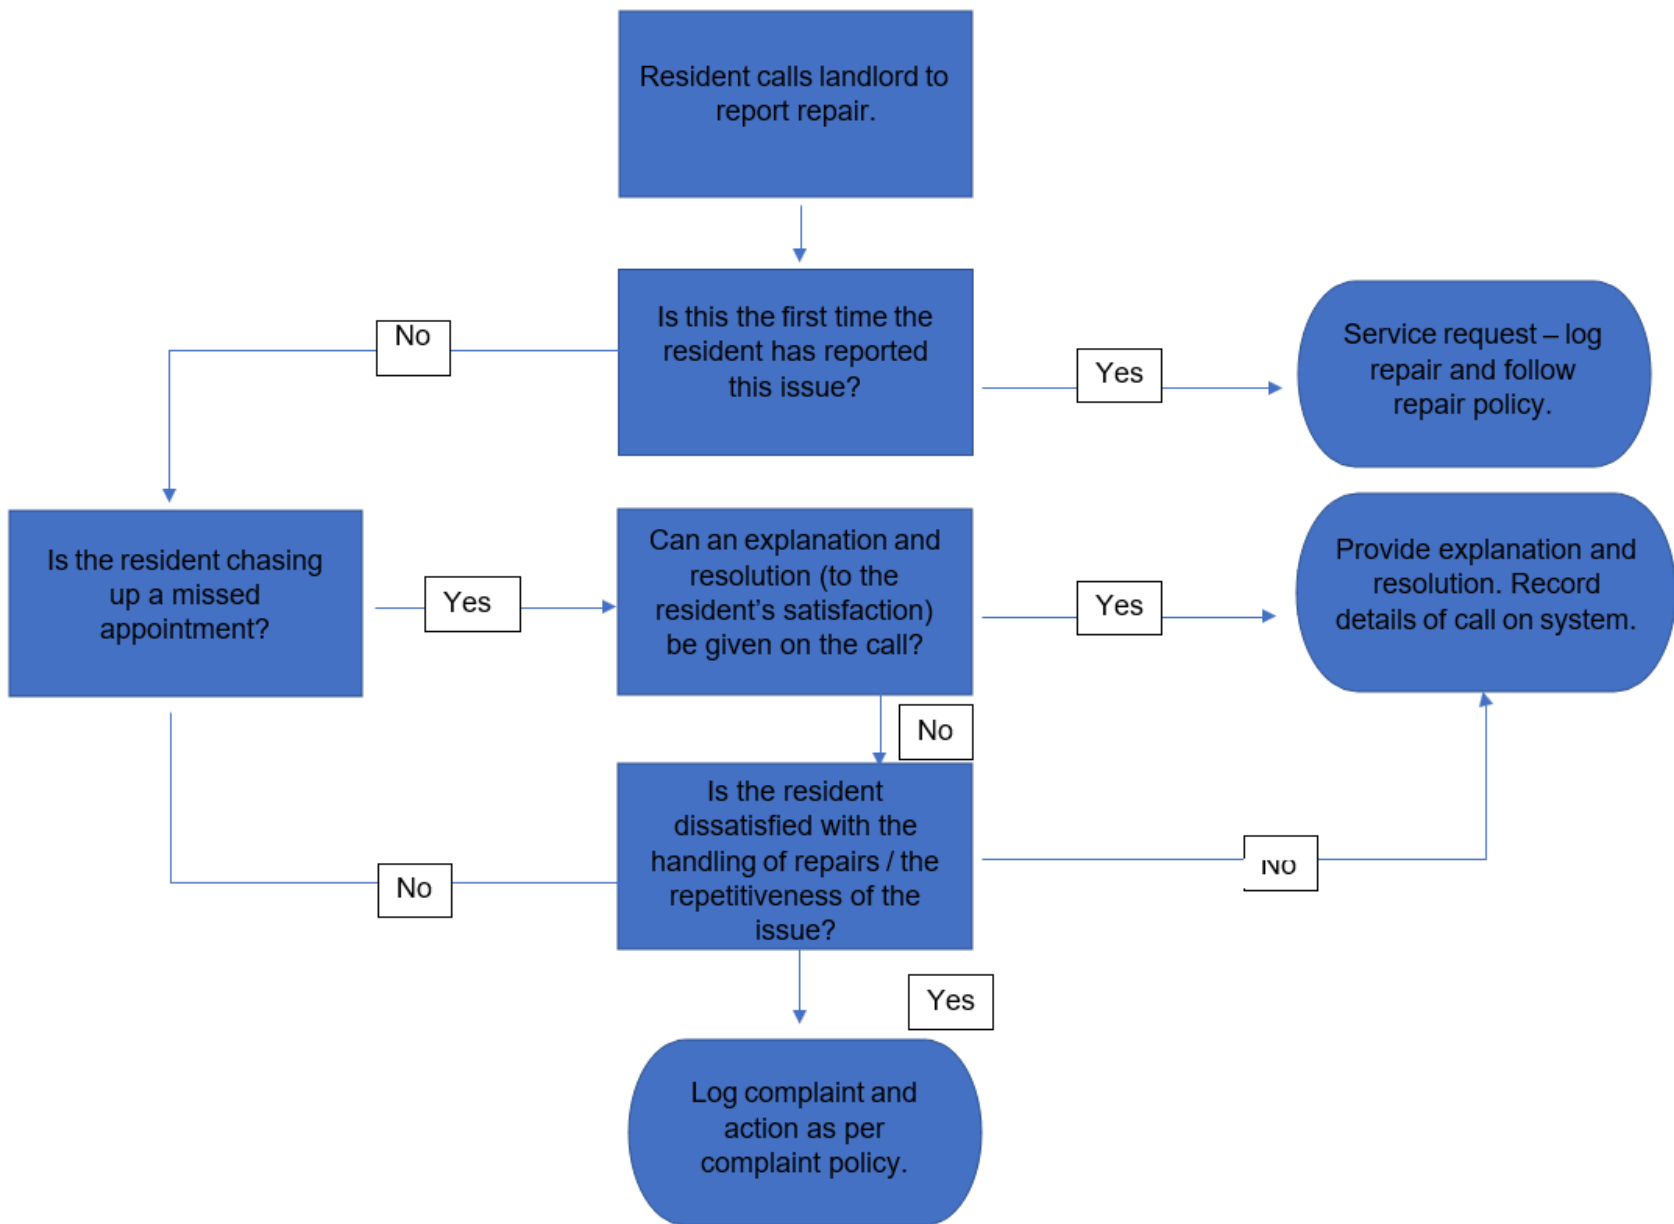 Resident calls landlord to
report repair.
Is this the first time the
resident has reported
this issue?
No
Yes
Service request – log
repair and follow
repair policy.
Is the resident chasing
up a missed
appointment?
Yes
Can an explanation and
resolution (to the
resident’s satisfaction)
be given on the call?
Yes
Provide explanation and
resolution. Record
details of call on system.
No
Is the resident
dissatisfied with the
handling of repairs / the
repetitiveness of the
issue?
No
No
Yes
Log complaint and
action as per
complaint policy.